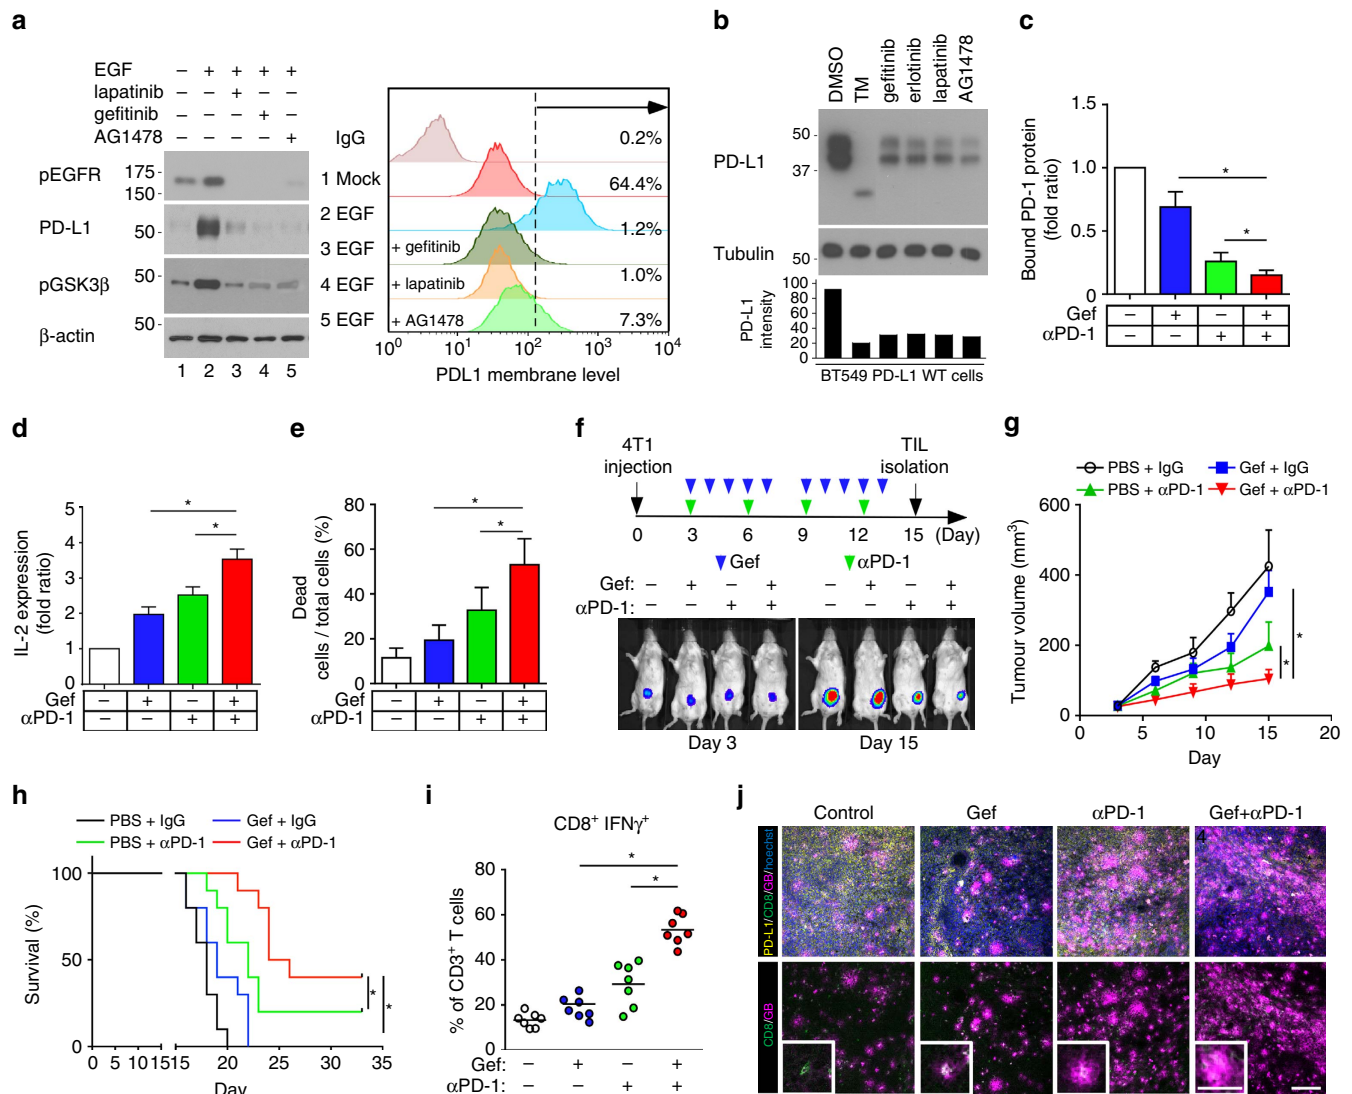 a
EGF – + + + +
lapatinib – – + – –
gefitinib – – – + –
AG1478 – – – – +
pEGFR 175 - 150 -
PD-L1 50 -
pGSK3β 50 -
β-actin 50 -
1 2 3 4 5
IgG 0.2%
1 Mock 64.4%
2 EGF 1.2%
3 EGF + gefitinib
1.0%
4 EGF + lapatinib
5 EGF + AG1478 7.3%
10⁰ 10¹ 10² 10³ 10⁴
PDL1 membrane level
b
DMSO TM gefitinib erlotinib lapatinib AG1478
PD-L1 50 - 37 -
Tubulin 50 -
PD-L1 intensity
100
80
60
40
20
0
BT549 PD-L1 WT cells
c
Bound PD-1 protein
(fold ratio)
1.5
1.0
0.5
0
* *
Gef – + – +
αPD-1 – – + +
d
IL-2 expression
(fold ratio)
5
4
3
2
1
0
* *
Gef – + – +
αPD-1 – – + +
e
Dead
cells / total cells (%)
80
60
40
20
0
* *
Gef – + – +
αPD-1 – – + +
f
4T1 injection
TIL isolation
0 3 6 9 12 15 (Day)
Gef αPD-1
Gef: – + – + – + – +
αPD-1: – – + + – – + +
Day 3 Day 15
g
PBS + IgG Gef + IgG
PBS + αPD-1 Gef + αPD-1
Tumour volume (mm³)
600
400
200
0
* *
0 5 10 15 20
Day
h
PBS + IgG Gef + IgG
PBS + αPD-1 Gef + αPD-1
Survival (%)
100
50
0
* *
0 5 10 15 15 20 25 30 35
Day
i
CD8⁺ IFNγ⁺
% of CD3⁺ T cells
80
60
40
20
0
* *
Gef: – + – +
αPD-1: – – + +
j
Control Gef αPD-1 Gef+αPD-1
PD-L1/CD8/GB/hoechst
4
CD8/GB